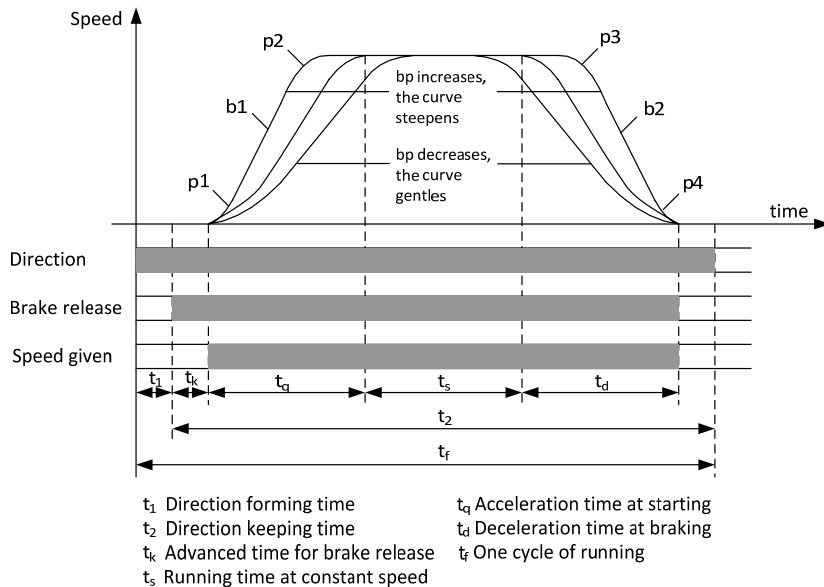 Speed
p2
p3
bp increases,
the curve
steepens
b1
b2
bp decreases,
the curve
gentles
p1
p4
time
Direction
Brake release
Speed given
t1
tk
tq
ts
td
t2
tf
t1 Direction forming time
t2 Direction keeping time
tk Advanced time for brake release
ts Running time at constant speed
tq Acceleration time at starting
td Deceleration time at braking
tf One cycle of running